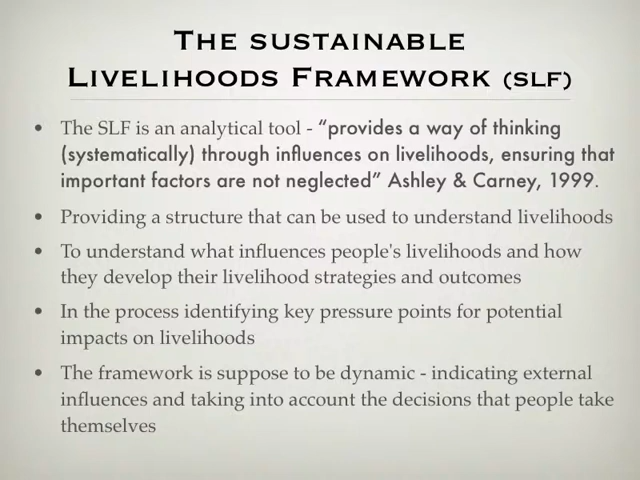 THE SUSTAINABLE
LIVELIHOODS FRAMEWORK (SLF)
• The SLF is an analytical tool - “provides a way of thinking
(systematically) through influences on livelihoods, ensuring that
important factors are not neglected” Ashley & Carney, 1999.
• Providing a structure that can be used to understand livelihoods
• To understand what influences people's livelihoods and how
they develop their livelihood strategies and outcomes
• In the process identifying key pressure points for potential
impacts on livelihoods
• The framework is suppose to be dynamic - indicating external
influences and taking into account the decisions that people take
themselves